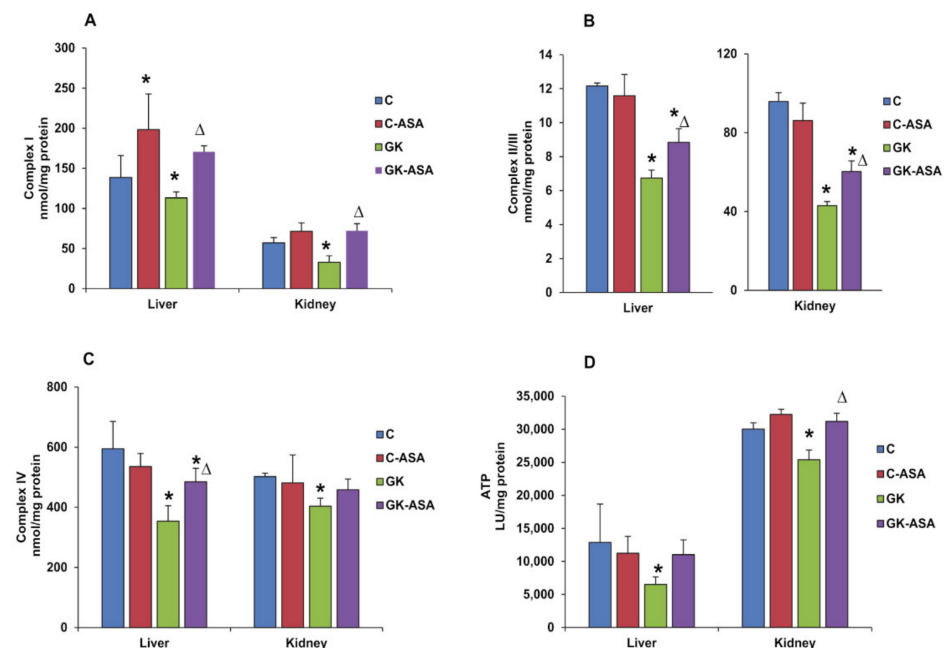 A
Complex I
nmol/mg protein
300
250
200
150
100
50
0
*
*
Δ
*
Δ
Liver
Kidney
C
C-ASA
GK
GK-ASA
B
Complex II/III
nmol/mg protein
14
12
10
8
6
4
2
0
*
*
Δ
Liver
120
80
40
0
*
*
Δ
Kidney
C
C-ASA
GK
GK-ASA
C
Complex IV
nmol/mg protein
800
600
400
200
0
*
*
Δ
*
Liver
Kidney
C
C-ASA
GK
GK-ASA
D
ATP
LU/mg protein
35,000
30,000
25,000
20,000
15,000
10,000
5,000
0
*
*
Δ
Liver
Kidney
C
C-ASA
GK
GK-ASA